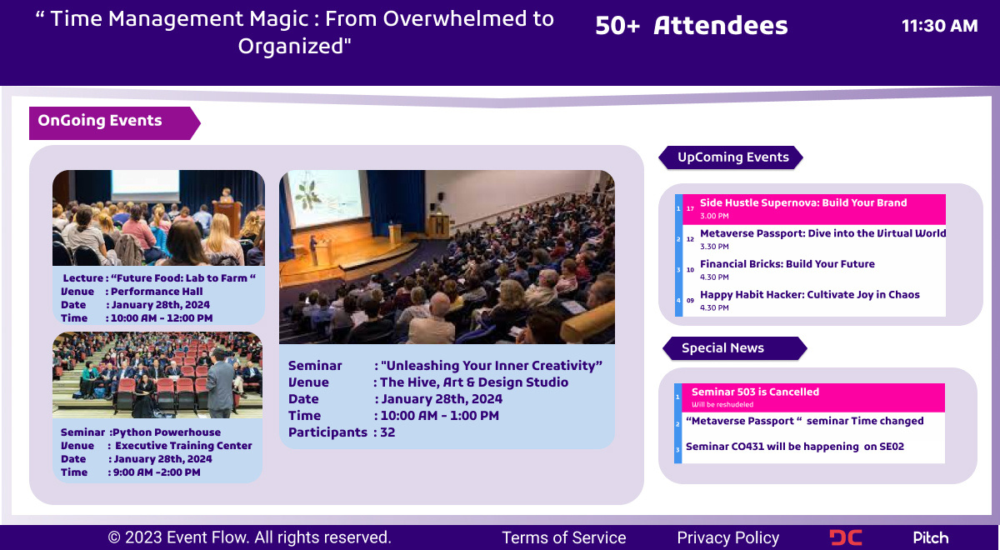 “ Time Management Magic : From Overwhelmed to
Organized"
50+ Attendees
11:30 AM
OnGoing Events
Lecture : “Future Food: Lab to Farm “
Venue : Performance Hall
Date : January 28th, 2024
Time : 10:00 AM - 12:00 PM
Seminar :Python Powerhouse
Venue : Executive Training Center
Date : January 28th, 2024
Time : 9:00 AM -2:00 PM
Seminar : "Unleashing Your Inner Creativity”
Venue : The Hive, Art & Design Studio
Date : January 28th, 2024
Time : 10:00 AM - 1:00 PM
Participants : 32
UpComing Events
1 17 Side Hustle Supernova: Build Your Brand
3.00 PM
2 12 Metaverse Passport: Dive into the Virtual World
3.30 PM
3 10 Financial Bricks: Build Your Future
4.30 PM
4 09 Happy Habit Hacker: Cultivate Joy in Chaos
4.30 PM
Special News
1 Seminar 503 is Cancelled
Will be reshudeled
2 “Metaverse Passport “ seminar Time changed
3 Seminar CO431 will be happening on SE02
© 2023 Event Flow. All rights reserved.
Terms of Service
Privacy Policy
DC
Pitch